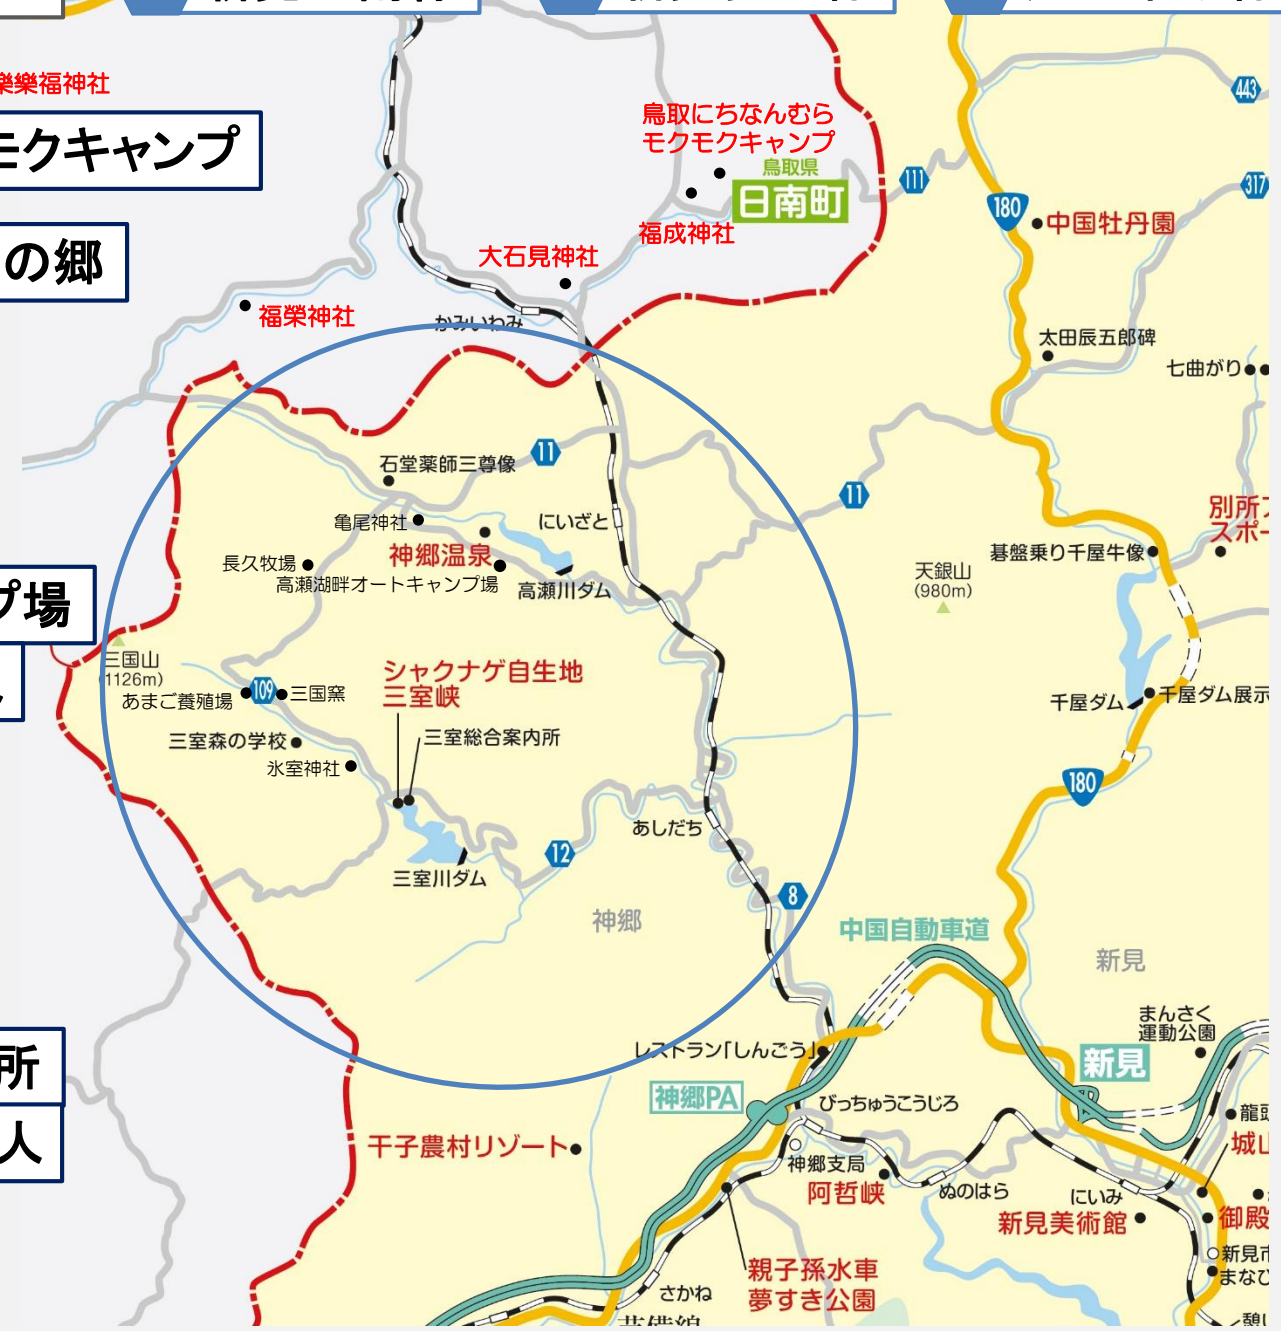 樂樂福神社
モクキャンプ
の郷
443
鳥取にちなんむら
モクモクキャンプ
鳥取県
日南町
111
317
180
中国牡丹園
福成神社
大石見神社
福榮神社
かみいわみ
太田辰五郎碑
七曲がり
11
石堂薬師三尊像
11
亀尾神社
にいざと
別所
スポー
神郷温泉
長久牧場
高瀬湖畔オートキャンプ場
高瀬川ダム
碁盤乗り千屋牛像
天銀山
(980m)
プ場
三国山
(1126m)
シャクナゲ自生地
三室峡
あまご養殖場
109
三国窯
千屋ダム
千屋ダム展示
三室森の学校
三室総合案内所
氷室神社
180
あしだち
12
三室川ダム
8
神郷
中国自動車道
新見
まんさく
運動公園
所
レストラン「しんごう」
新見
神郷PA
びっちゅうこうじろ
人
干子農村リゾート
神郷支局
阿哲峡
ぬのはら
にいみ
新見美術館
城山
御殿
新見市
まなび
親子孫水車
夢すき公園
さかね